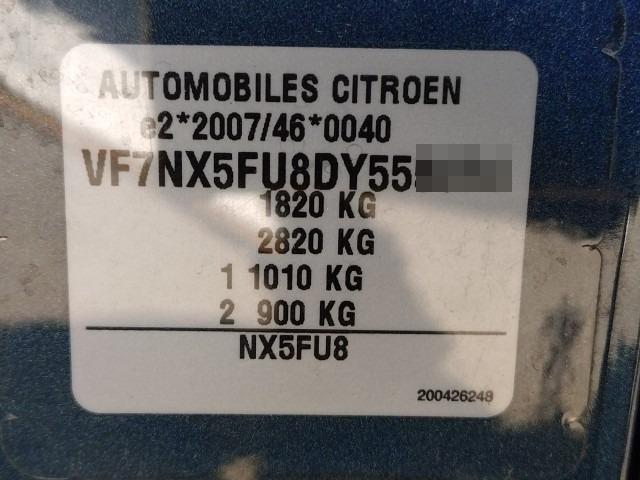 AUTOMOBILES CITROEN
e2*2007/46*0040
VF7NX5FU8DY55
1820 KG
2820 KG
1 1010 KG
2 900 KG
NX5FU8
200426248